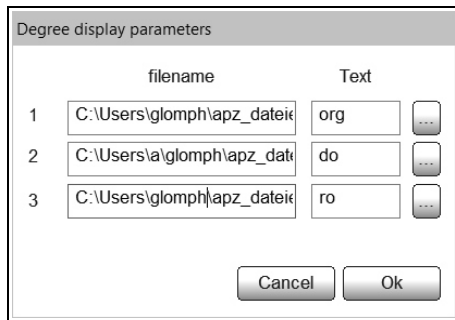 Degree display parameters
filename Text
1 C:\Users\glomph\apz_dateie org ...
2 C:\Users\a\glomph\apz_date do ...
3 C:\Users\glomph\apz_dateie ro ...
Cancel Ok